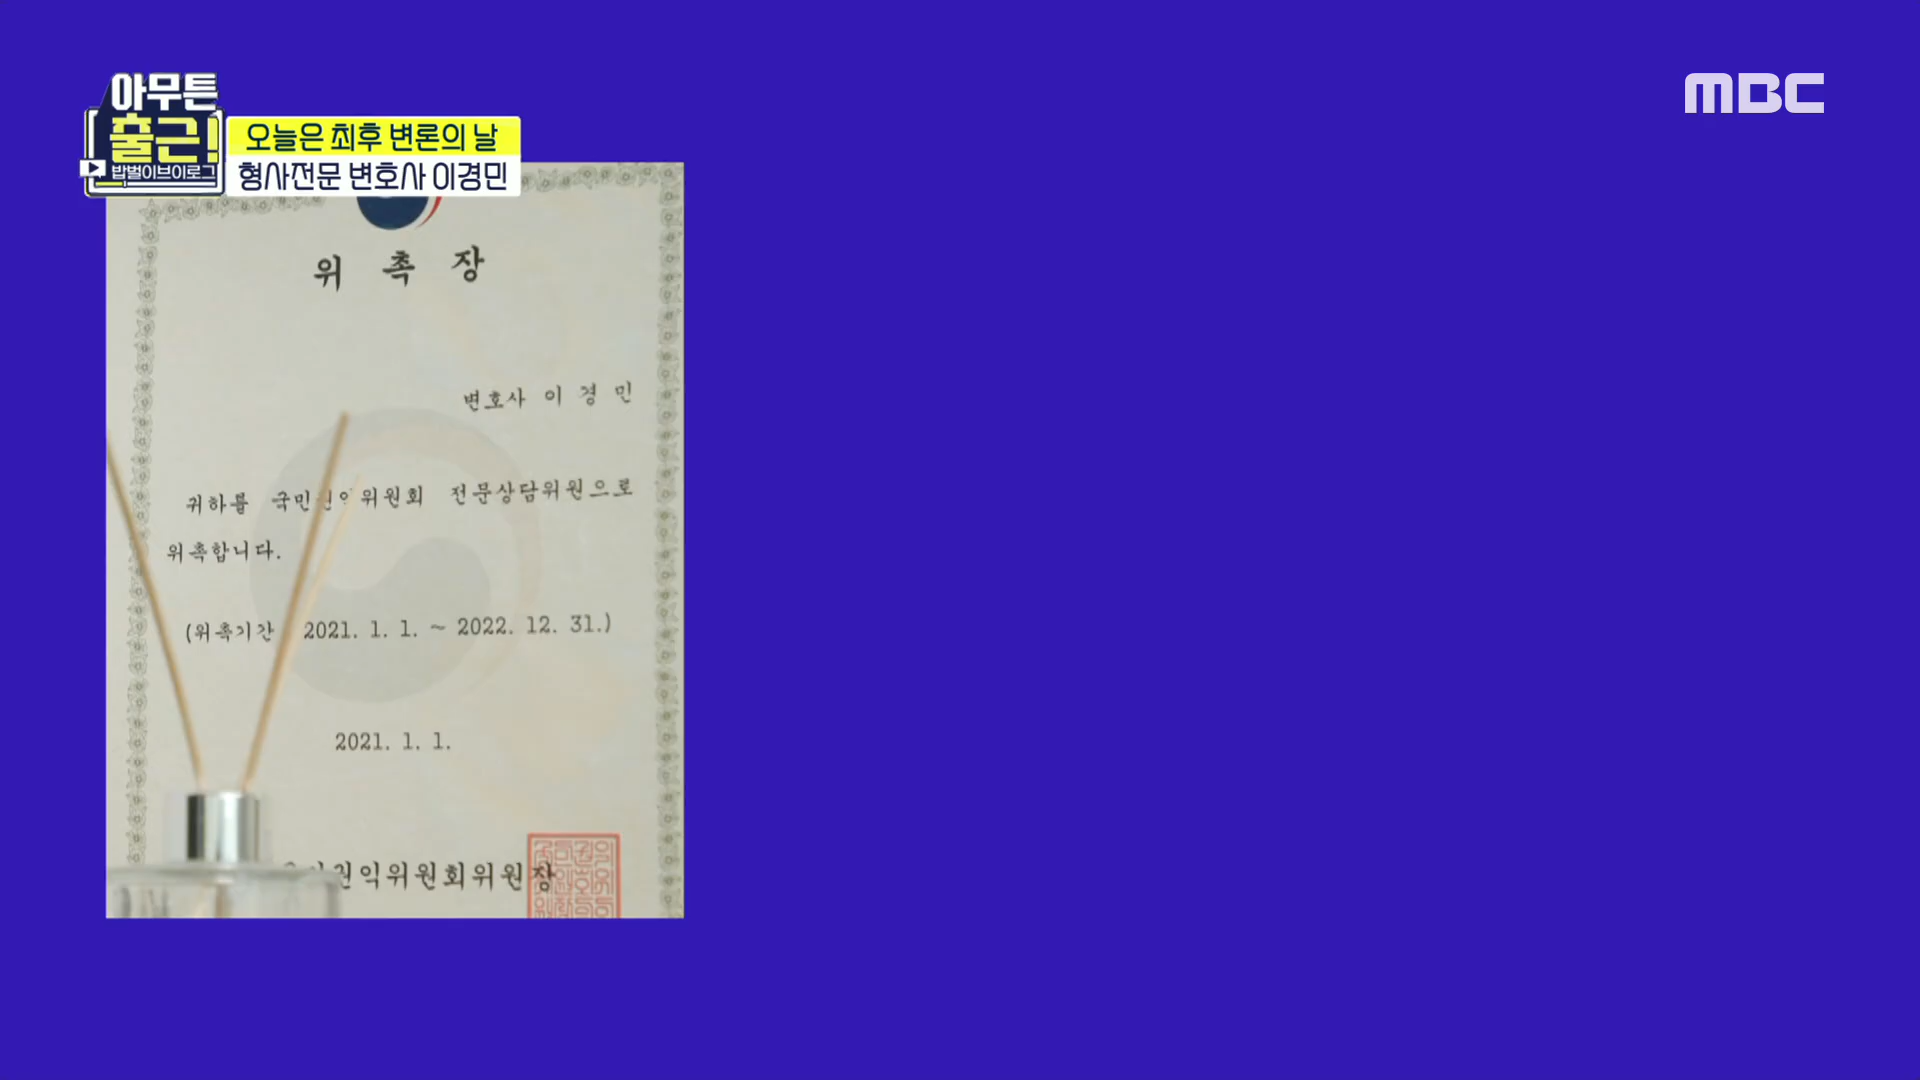 아무튼
출근!
밥벌이브이로그
오늘은 최후 변론의 날
형사전문 변호사 이경민
MBC
위 촉 장
변호사 이 경 민
귀하를 국민권익위원회 전문상담위원으로
위촉합니다.
(위촉기간 2021. 1. 1. ~ 2022. 12. 31.)
2021. 1. 1.
권익위원회위원장